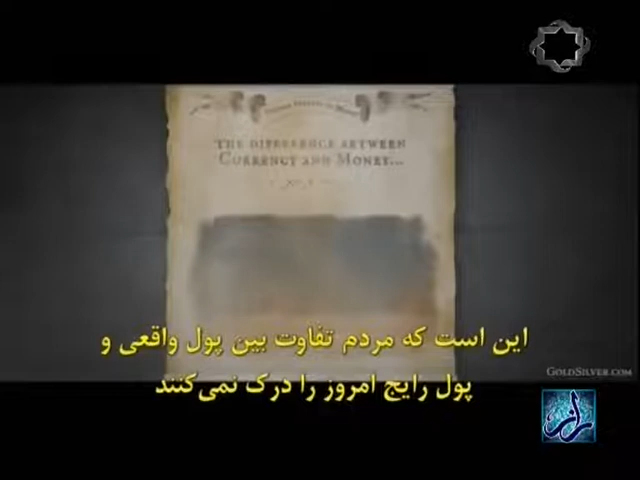 THE DIFFERENCE BETWEEN
CURRENCY AND MONEY...
این است که مردم تفاوت بین پول واقعی و
پول رایج امروز را درک نمی‌کنند
GOLDSILVER.COM
راز